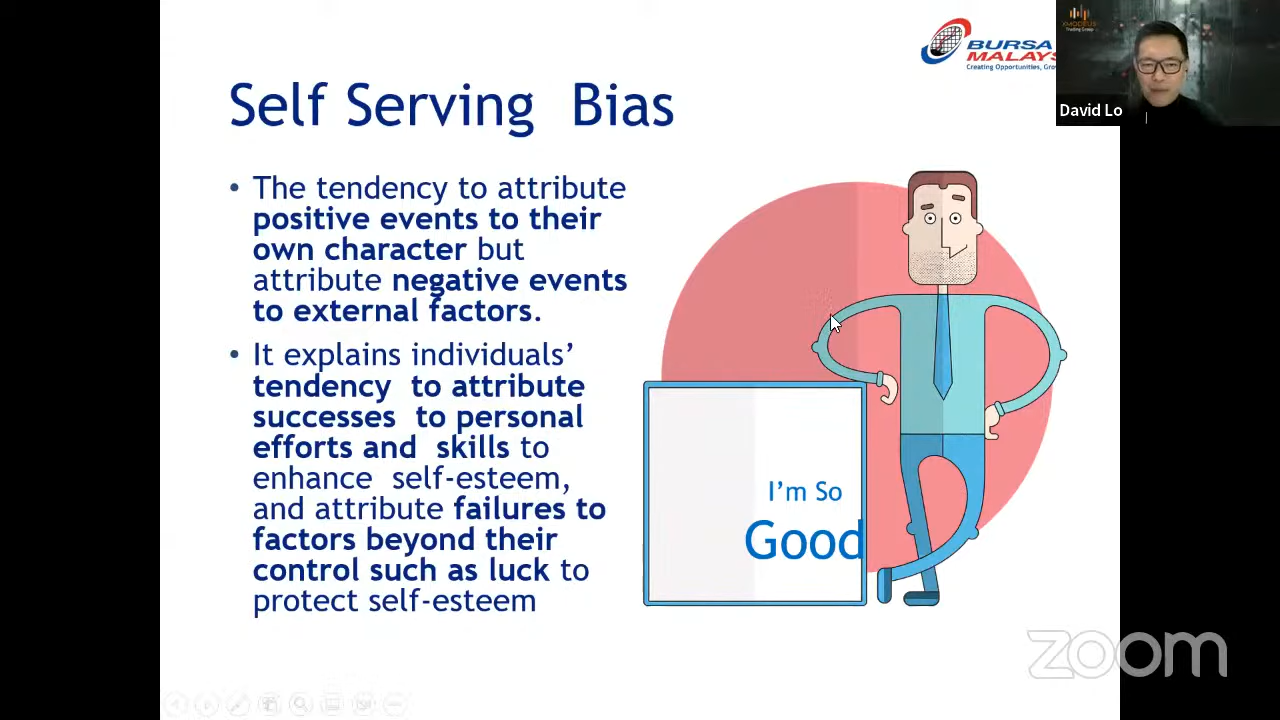 BURSA
MALAYS
Creating Opportunities, Grow
David Lo
Self Serving Bias
• The tendency to attribute
positive events to their
own character but
attribute negative events
to external factors.
• It explains individuals’
tendency to attribute
successes to personal
efforts and skills to
enhance self-esteem,
and attribute failures to
factors beyond their
control such as luck to
protect self-esteem
I’m So
Good
zoom